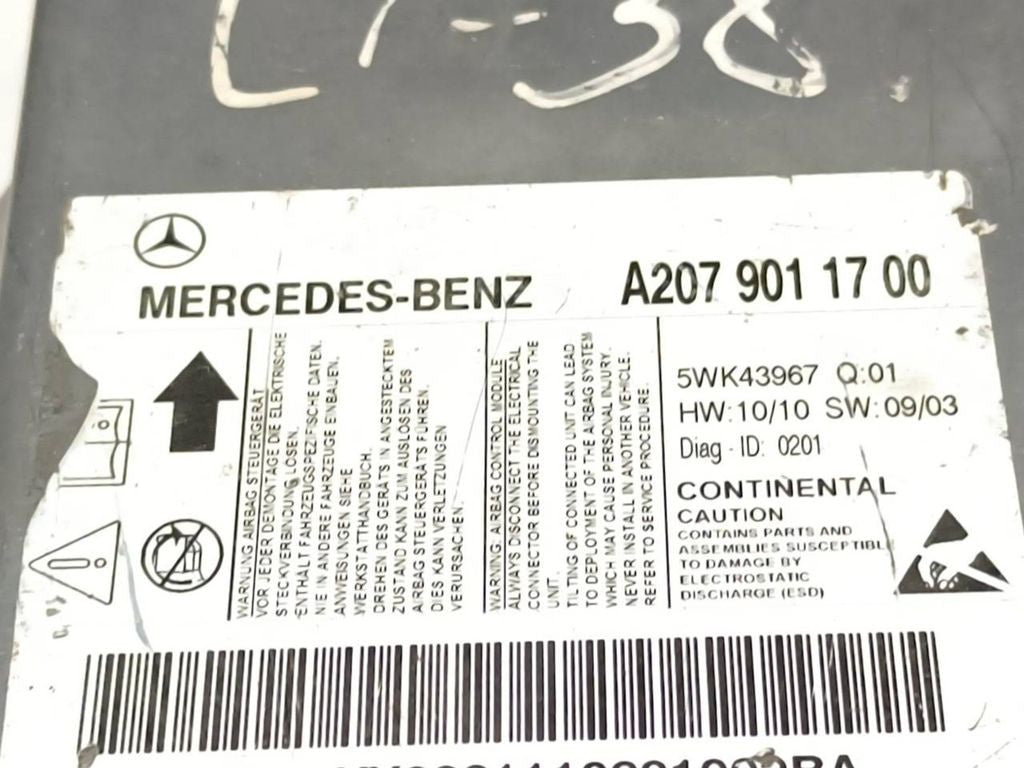 MERCEDES-BENZ
A207 901 17 00
WARNUNG AIRBAG STEUERGERÄT
VOR JEDER DEMONTAGE DIE ELEKTRISCHE
STECKVERBINDUNG LÖSEN.
ENTHÄLT FAHRZEUGSPEZIFISCHE DATEN.
NIE IN ANDERE FAHRZEUGE EINBAUEN.
ANWEISUNGEN SIEHE
WERKSTATTHANDBUCH.
DREHEN DES GERÄTS IN ANGESTECKTEM
ZUSTAND KANN ZUM AUSLÖSEN DES
AIRBAG STEUERGERÄTS FÜHREN.
DIES KANN VERLETZUNGEN
VERURSACHEN.
WARNING: AIRBAG CONTROL MODULE
ALWAYS DISCONNECT THE ELECTRICAL
CONNECTOR BEFORE DISMOUNTING THE
UNIT.
TILTING OF CONNECTED UNIT CAN LEAD
TO DEPLOYMENT OF THE AIRBAG SYSTEM
WHICH MAY CAUSE PERSONAL INJURY.
NEVER INSTALL IN ANOTHER VEHICLE.
REFER TO SERVICE PROCEDURE.
5WK43967 Q:01
HW:10/10 SW:09/03
Diag - ID: 0201
CONTINENTAL
CAUTION
CONTAINS PARTS AND
ASSEMBLIES SUSCEPTIBLE
TO DAMAGE BY
ELECTROSTATIC
DISCHARGE (ESD)